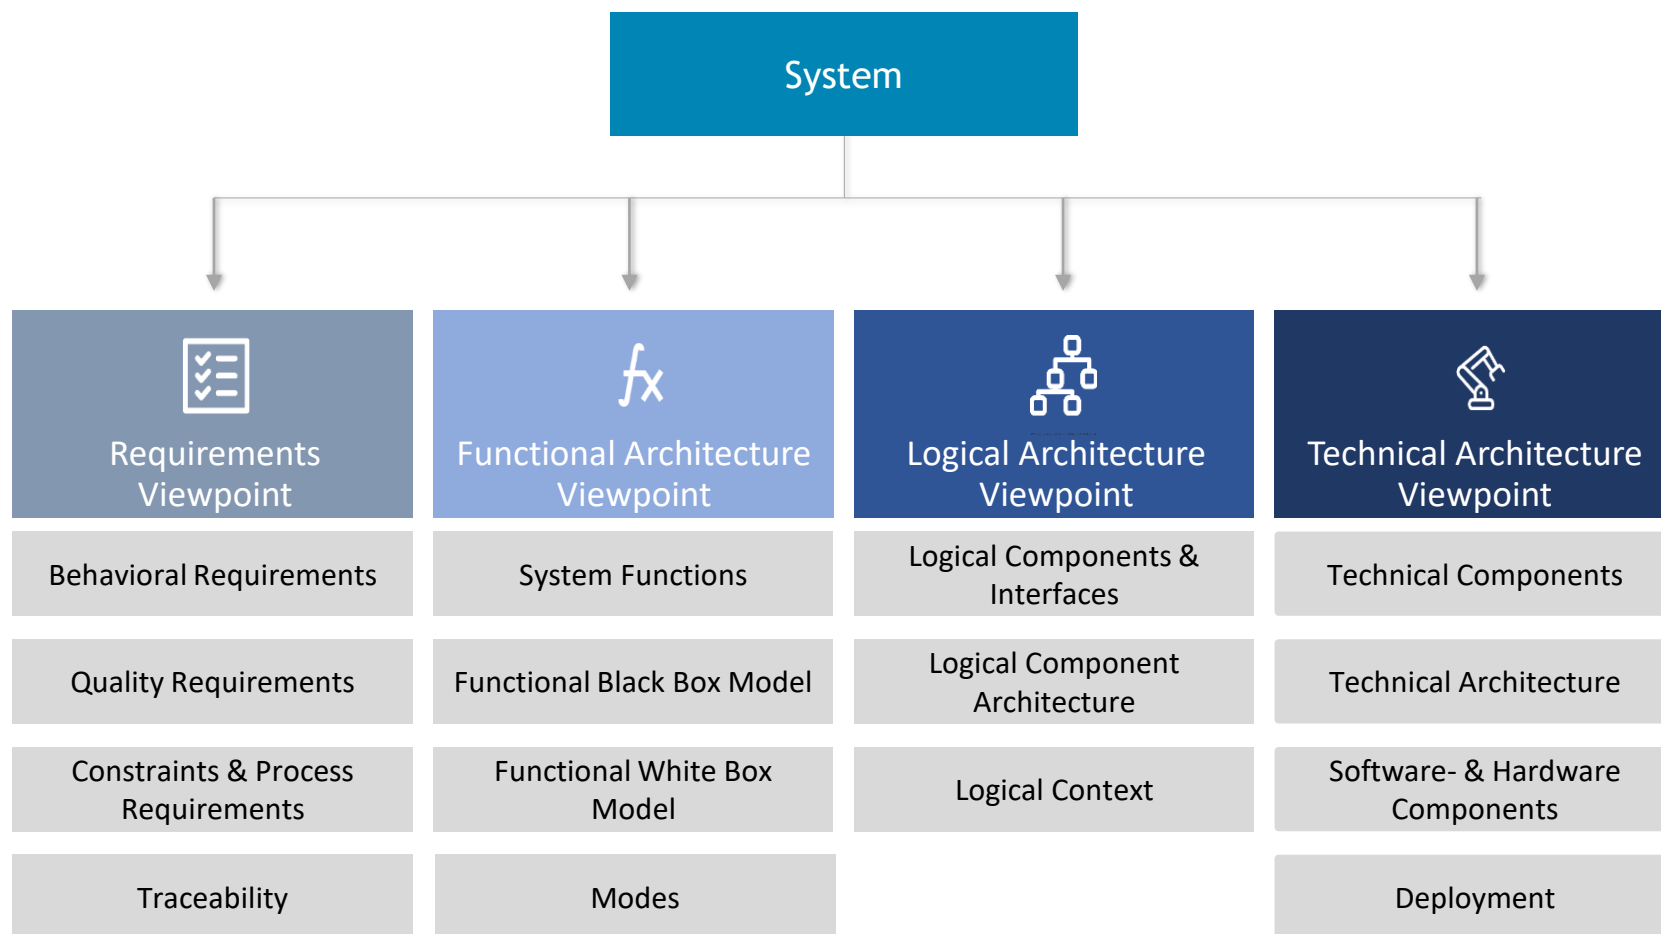 System
Requirements
Viewpoint
Functional Architecture
Viewpoint
Logical Architecture
Viewpoint
Technical Architecture
Viewpoint
Behavioral Requirements
System Functions
Logical Components &
Interfaces
Technical Components
Quality Requirements
Functional Black Box Model
Logical Component
Architecture
Technical Architecture
Constraints & Process
Requirements
Functional White Box
Model
Logical Context
Software- & Hardware
Components
Traceability
Modes
Deployment